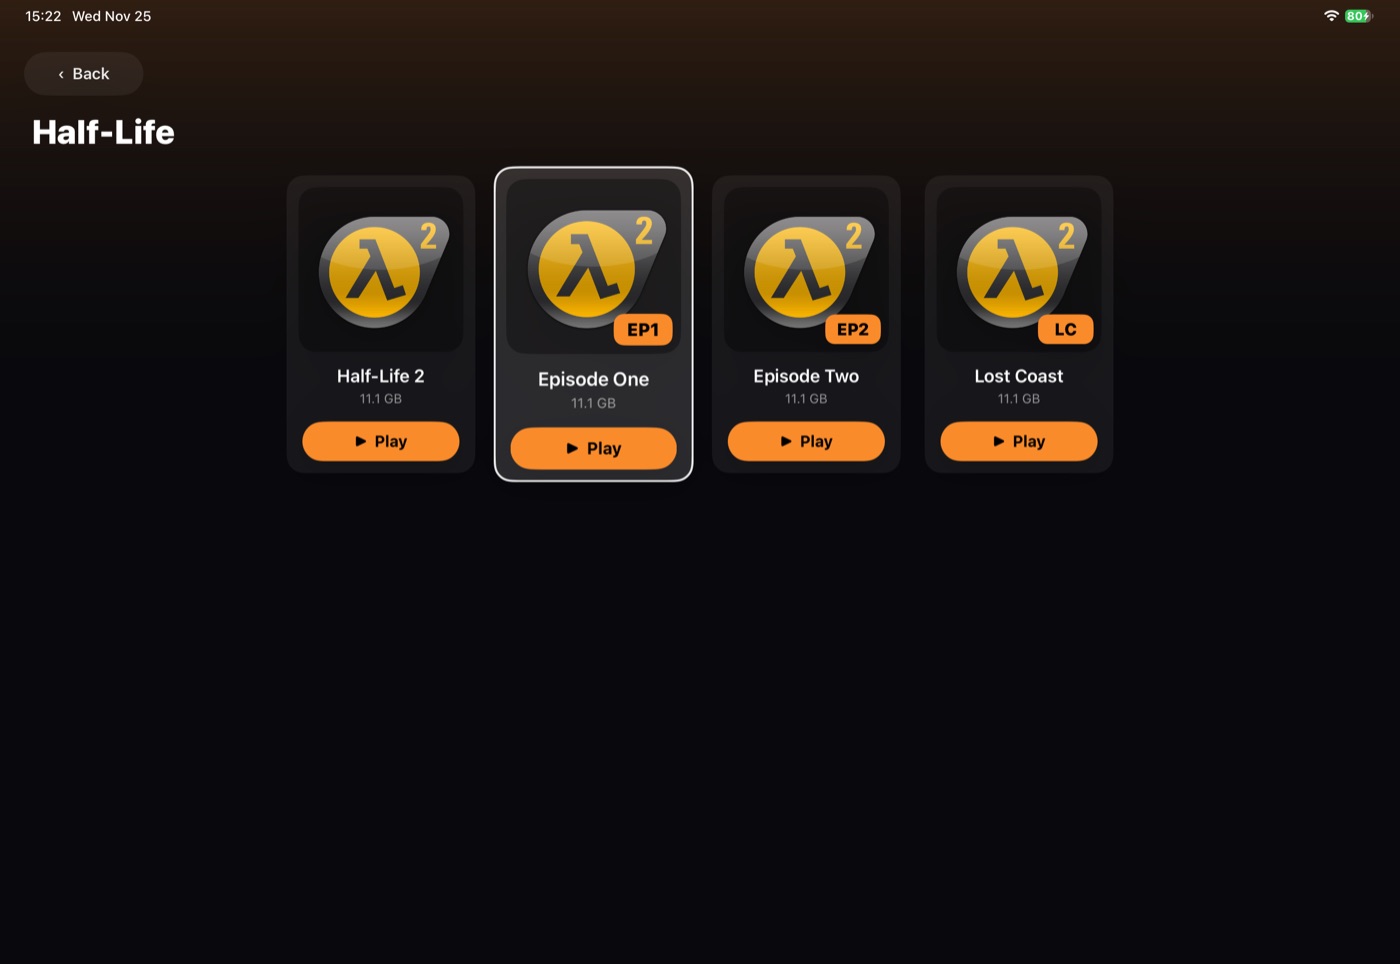 15:22 Wed Nov 25
80
‹ Back
Half-Life
2
Half-Life 2
11.1 GB
Play
2
EP1
Episode One
11.1 GB
Play
2
EP2
Episode Two
11.1 GB
Play
2
LC
Lost Coast
11.1 GB
Play